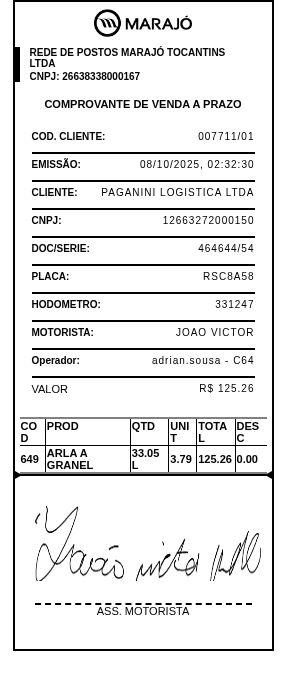 MARAJÓ
REDE DE POSTOS MARAJÓ TOCANTINS
LTDA
CNPJ: 26638338000167
COMPROVANTE DE VENDA A PRAZO
COD. CLIENTE: 007711/01
EMISSÃO: 08/10/2025, 02:32:30
CLIENTE: PAGANINI LOGISTICA LTDA
CNPJ: 12663272000150
DOC/SERIE: 464644/54
PLACA: RSC8A58
HODOMETRO: 331247
MOTORISTA: JOAO VICTOR
Operador: adrian.sousa - C64
VALOR R$ 125.26
COD PROD QTD UNIT TOTAL DESC
649 ARLA A GRANEL 33.05 L 3.79 125.26 0.00
ASS. MOTORISTA